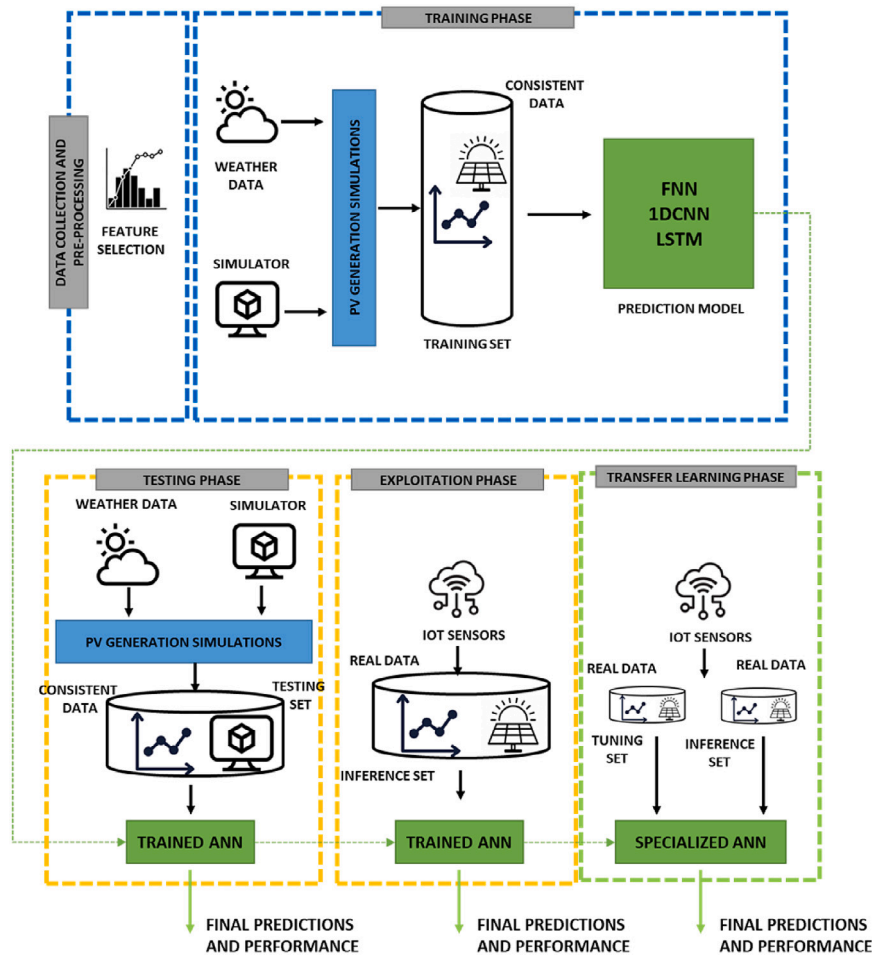 TRAINING PHASE
DATA COLLECTION AND
PRE-PROCESSING
FEATURE
SELECTION
WEATHER
DATA
SIMULATOR
PV GENERATION SIMULATIONS
CONSISTENT
DATA
TRAINING SET
FNN
1DCNN
LSTM
PREDICTION MODEL
TESTING PHASE
WEATHER DATA
SIMULATOR
PV GENERATION SIMULATIONS
CONSISTENT
DATA
TESTING
SET
TRAINED ANN
FINAL PREDICTIONS
AND PERFORMANCE
EXPLOITATION PHASE
IOT SENSORS
REAL DATA
INFERENCE SET
TRAINED ANN
FINAL PREDICTIONS
AND PERFORMANCE
TRANSFER LEARNING PHASE
IOT SENSORS
REAL DATA
REAL DATA
TUNING
SET
INFERENCE
SET
SPECIALIZED ANN
FINAL PREDICTIONS
AND PERFORMANCE